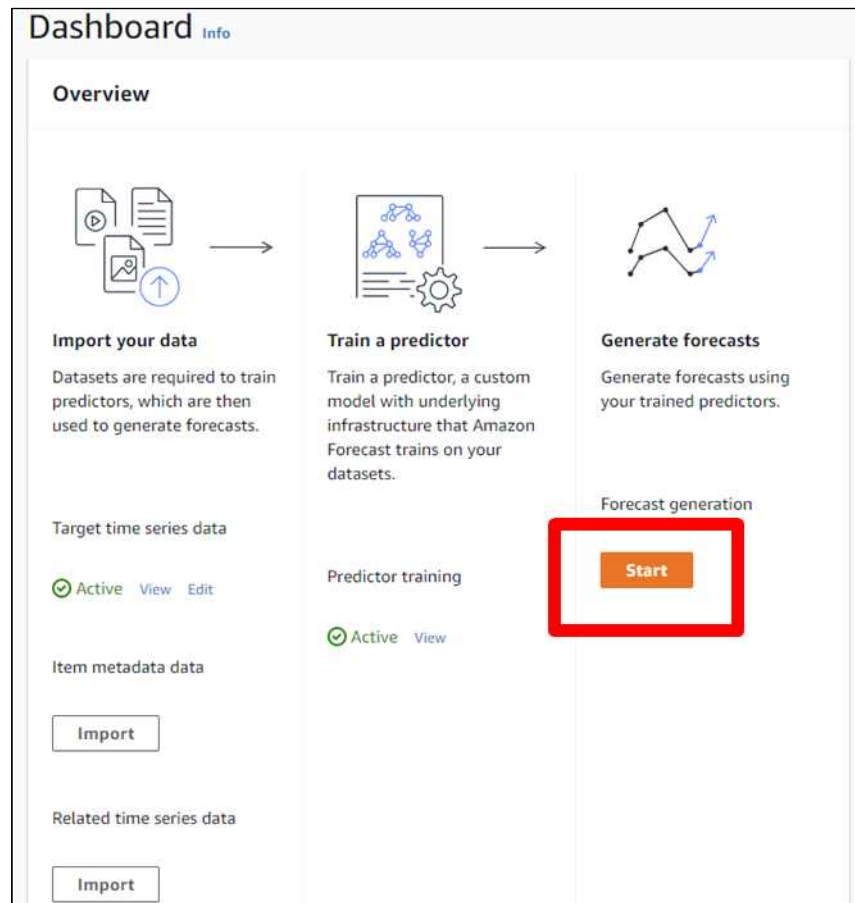 Dashboard Info
Overview
Import your data
Datasets are required to train
predictors, which are then
used to generate forecasts.
Target time series data
Active View Edit
Item metadata data
Import
Related time series data
Import
Train a predictor
Train a predictor, a custom
model with underlying
infrastructure that Amazon
Forecast trains on your
datasets.
Predictor training
Active View
Generate forecasts
Generate forecasts using
your trained predictors.
Forecast generation
Start